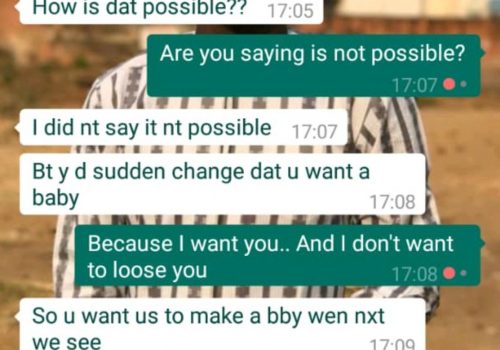 How is dat possible?? 17:05
Are you saying is not possible?
17:07
I did nt say it nt possible 17:07
Bt y d sudden change dat u want a
baby 17:08
Because I want you.. And I don't want
to loose you 17:08
So u want us to make a bby wen nxt
we see 17:09